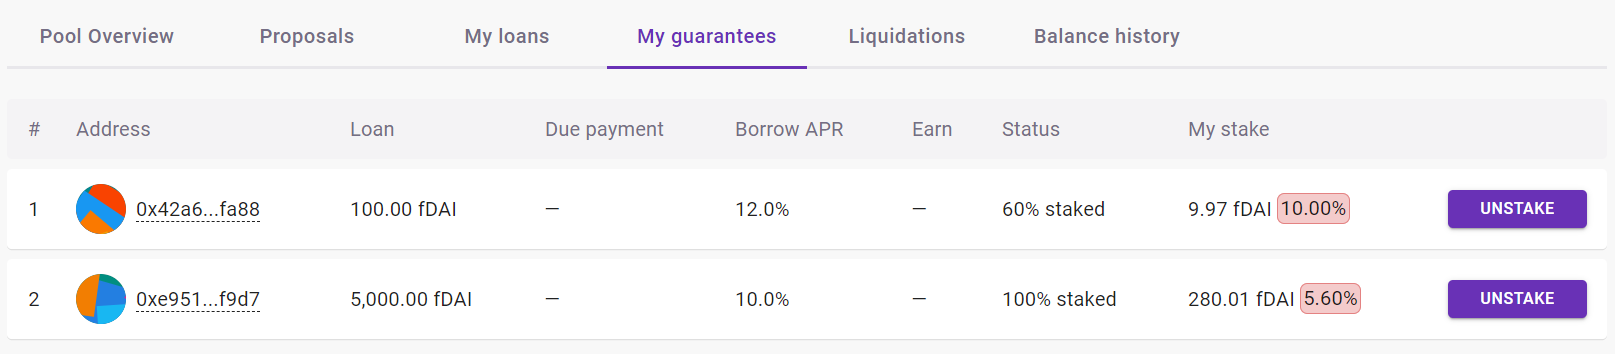 Pool Overview Proposals My loans My guarantees Liquidations Balance history
# Address Loan Due payment Borrow APR Earn Status My stake
1 0x42a6...fa88 100.00 fDAI — 12.0% — 60% staked 9.97 fDAI 10.00% UNSTAKE
2 0xe951...f9d7 5,000.00 fDAI — 10.0% — 100% staked 280.01 fDAI 5.60% UNSTAKE